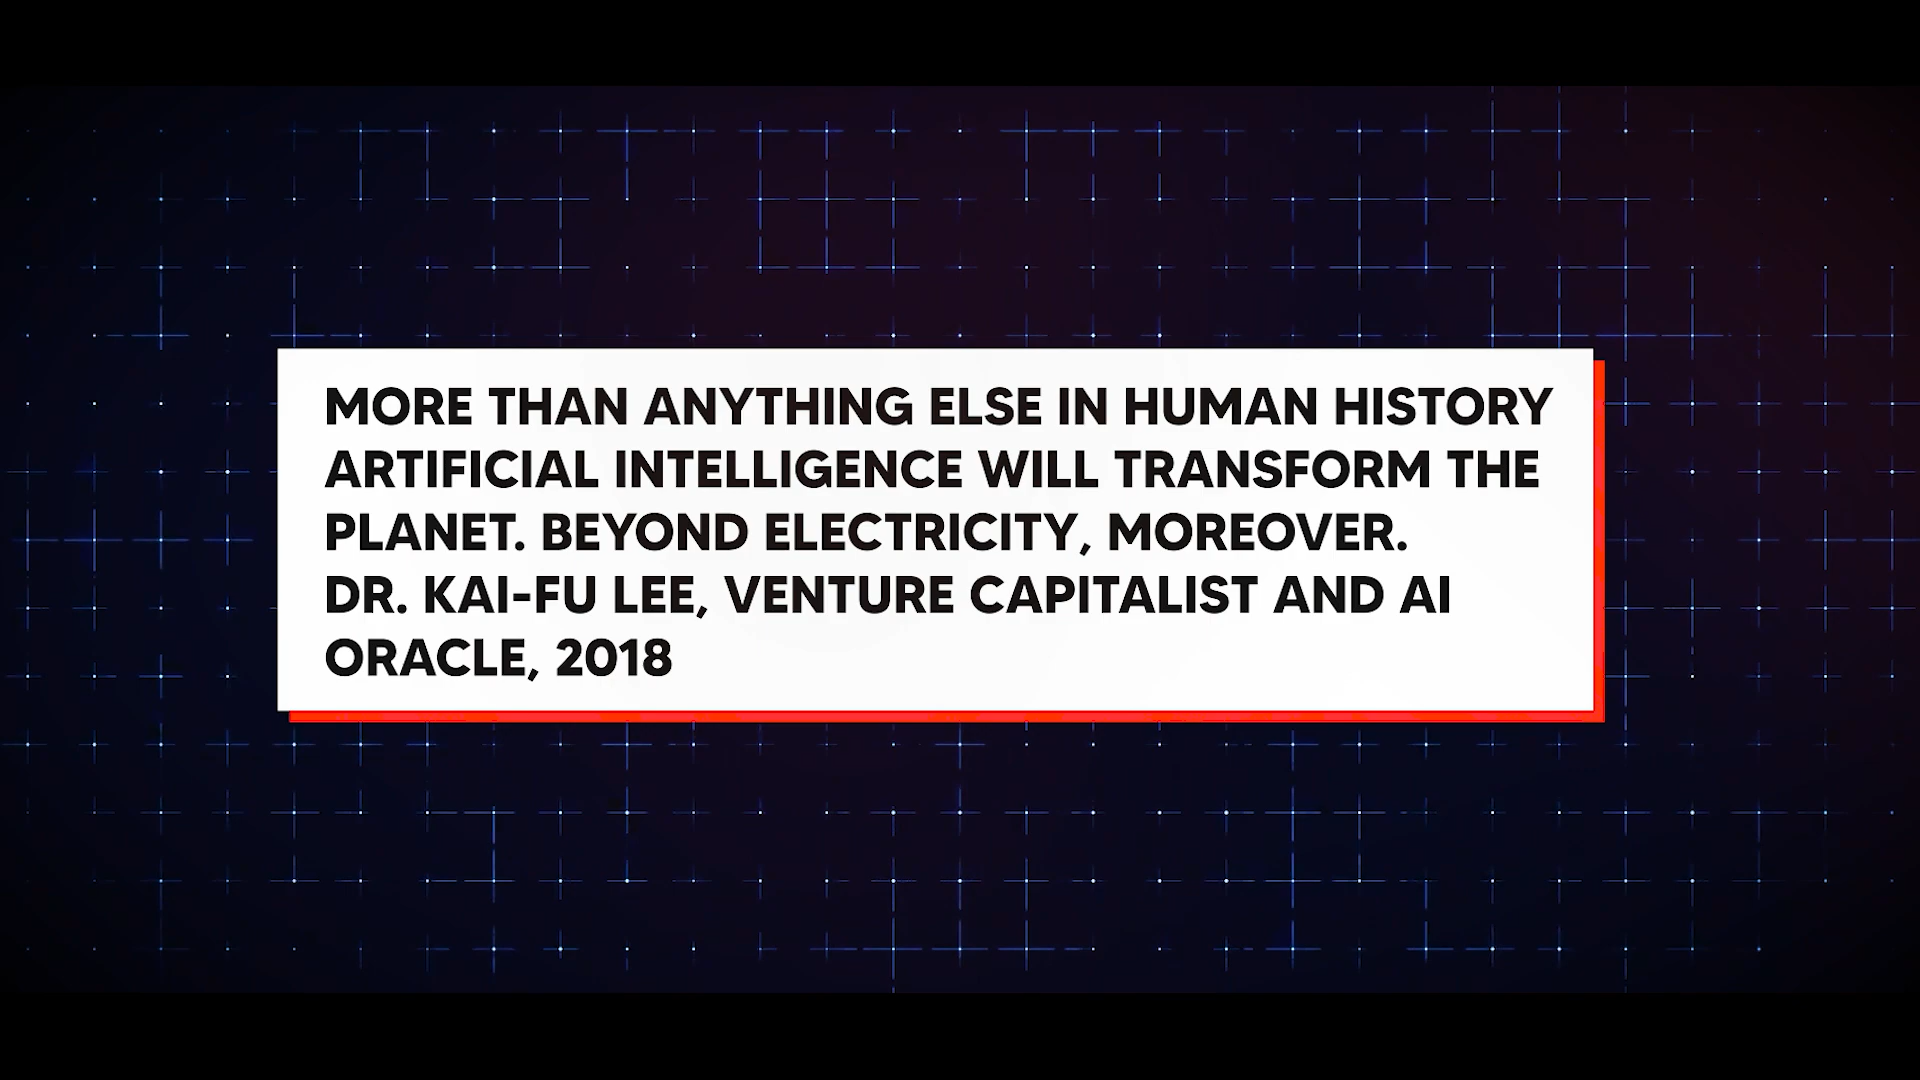 MORE THAN ANYTHING ELSE IN HUMAN HISTORY
ARTIFICIAL INTELLIGENCE WILL TRANSFORM THE
PLANET. BEYOND ELECTRICITY, MOREOVER.
DR. KAI-FU LEE, VENTURE CAPITALIST AND AI
ORACLE, 2018